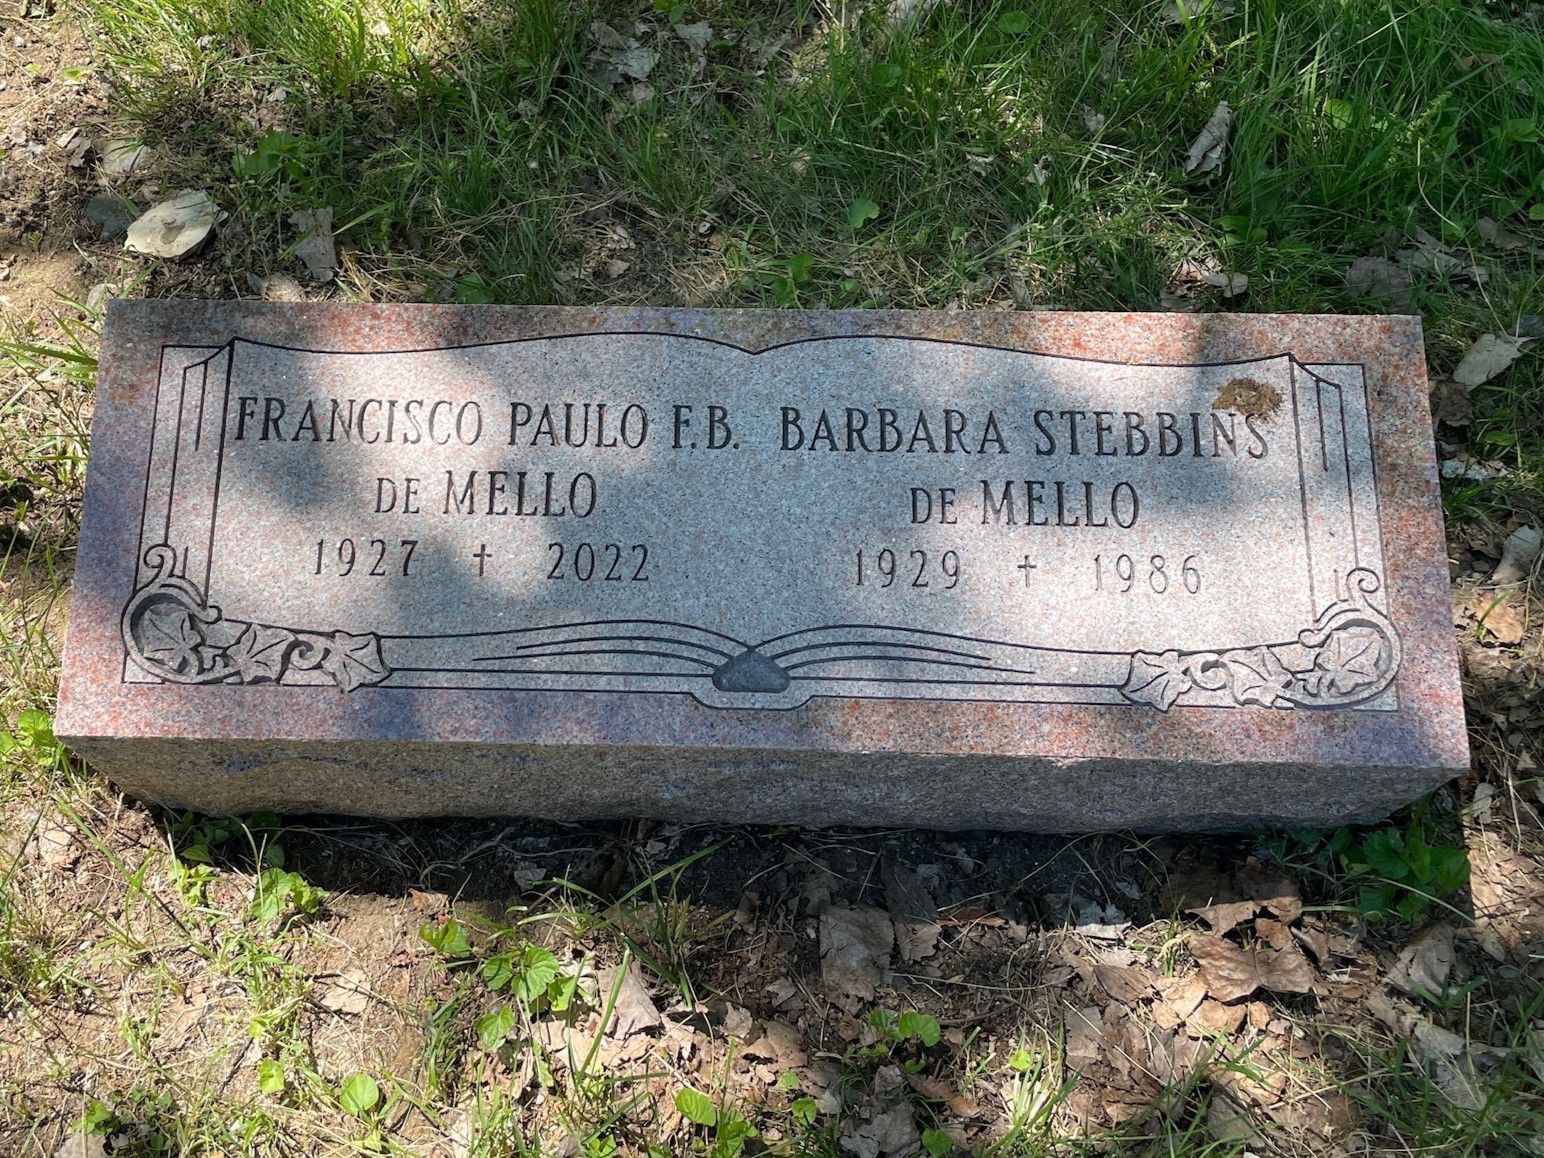 FRANCISCO PAULO F.B.
DE MELLO
1927 † 2022
BARBARA STEBBINS
DE MELLO
1929 † 1986